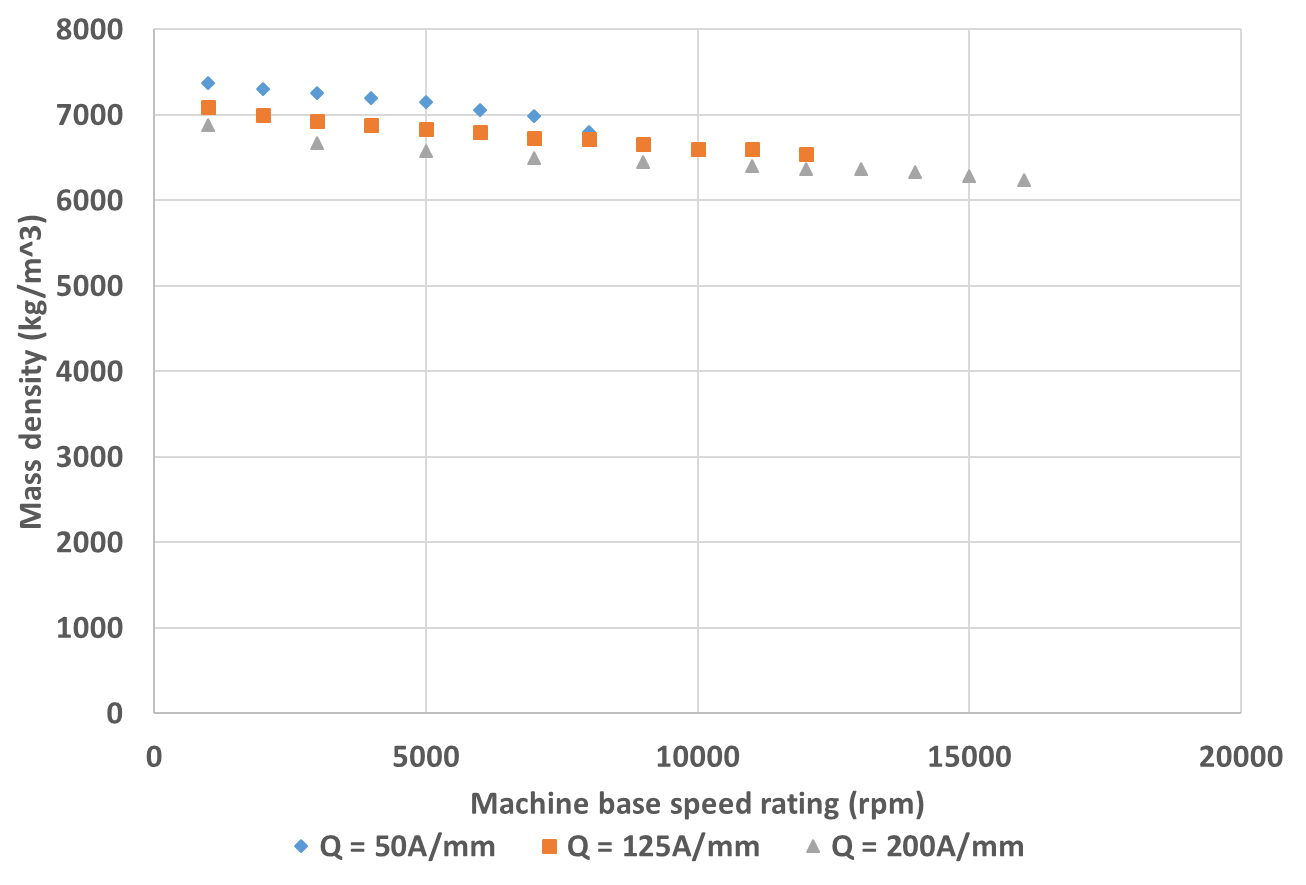 8000
7000
6000
5000
4000
3000
2000
1000
0
Mass density (kg/m^3)
0 5000 10000 15000 20000
Machine base speed rating (rpm)
Q = 50A/mm Q = 125A/mm Q = 200A/mm